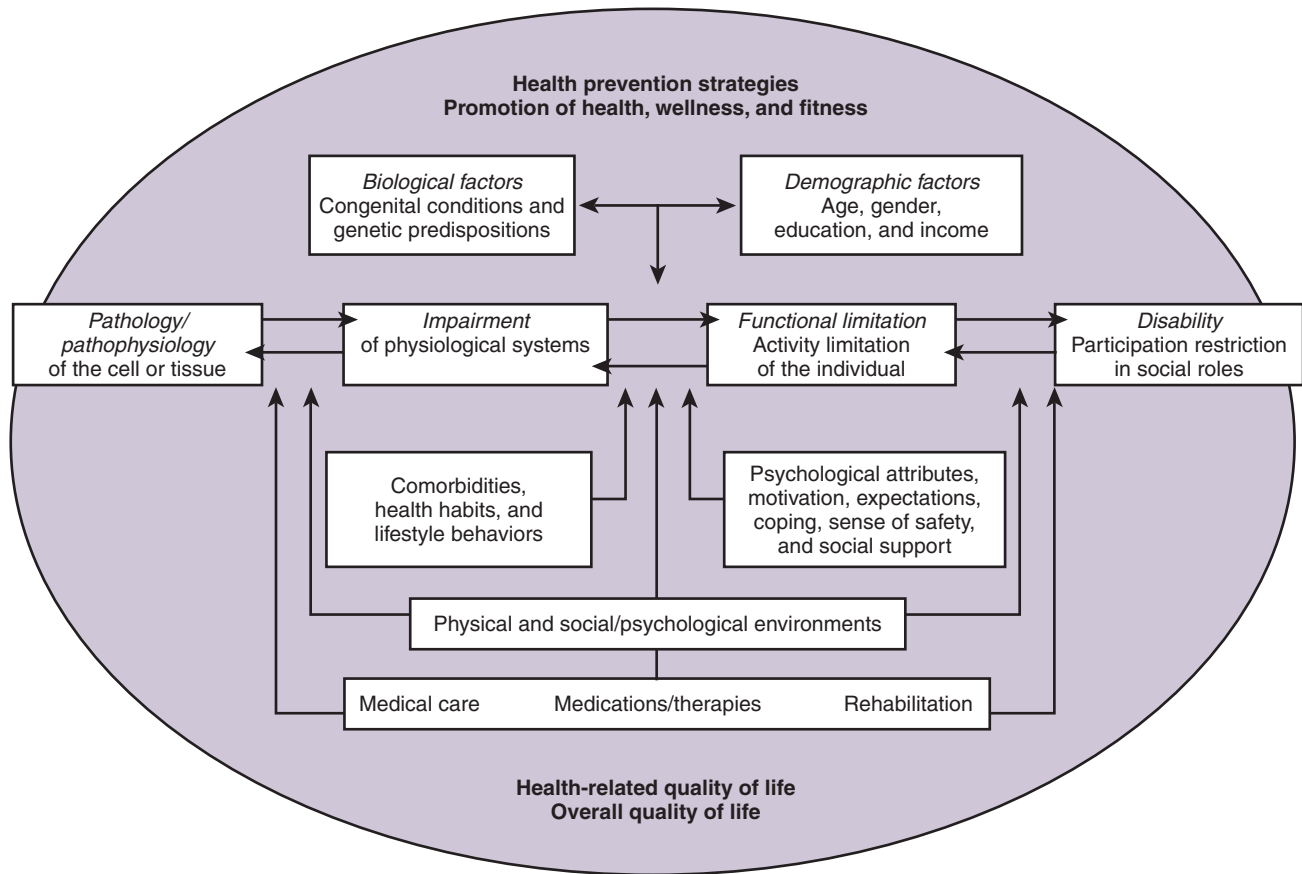 Health prevention strategies
Promotion of health, wellness, and fitness
Biological factors
Congenital conditions and
genetic predispositions
Demographic factors
Age, gender,
education, and income
Pathology/
pathophysiology
of the cell or tissue
Impairment
of physiological systems
Functional limitation
Activity limitation
of the individual
Disability
Participation restriction
in social roles
Comorbidities,
health habits, and
lifestyle behaviors
Psychological attributes,
motivation, expectations,
coping, sense of safety,
and social support
Physical and social/psychological environments
Medical care Medications/therapies Rehabilitation
Health-related quality of life
Overall quality of life